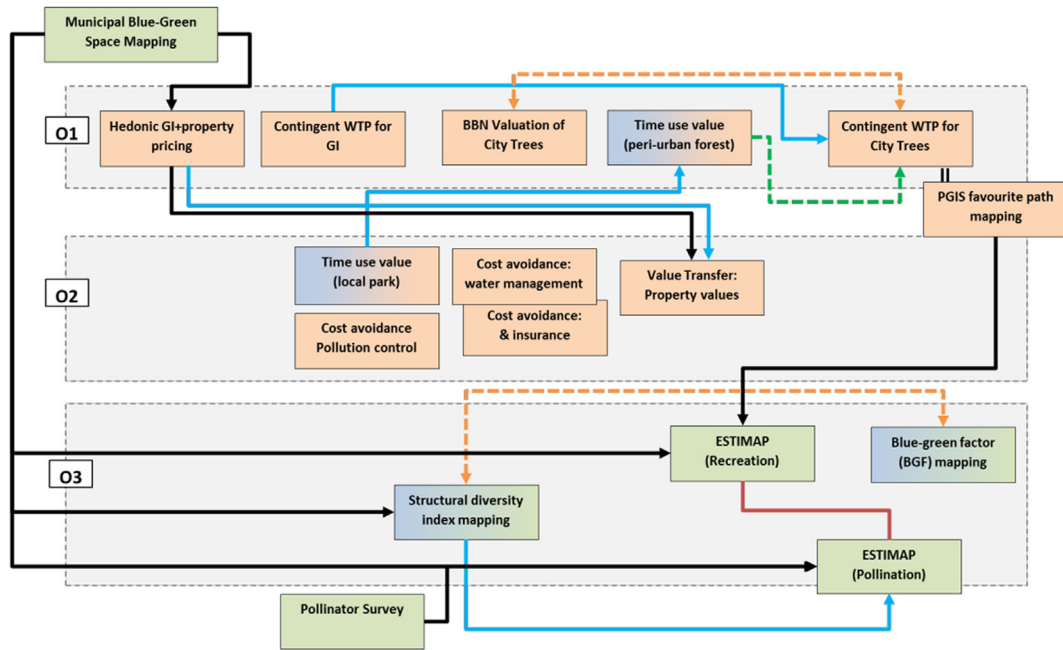 Municipal Blue-Green
Space Mapping
O1
Hedonic GI+property
pricing
Contingent WTP for
GI
BBN Valuation of
City Trees
Time use value
(peri-urban forest)
Contingent WTP for
City Trees
PGIS favourite path
mapping
O2
Time use value
(local park)
Cost avoidance:
water management
Value Transfer:
Property values
Cost avoidance
Pollution control
Cost avoidance:
& insurance
O3
ESTIMAP
(Recreation)
Blue-green factor
(BGF) mapping
Structural diversity
index mapping
ESTIMAP
(Pollination)
Pollinator Survey